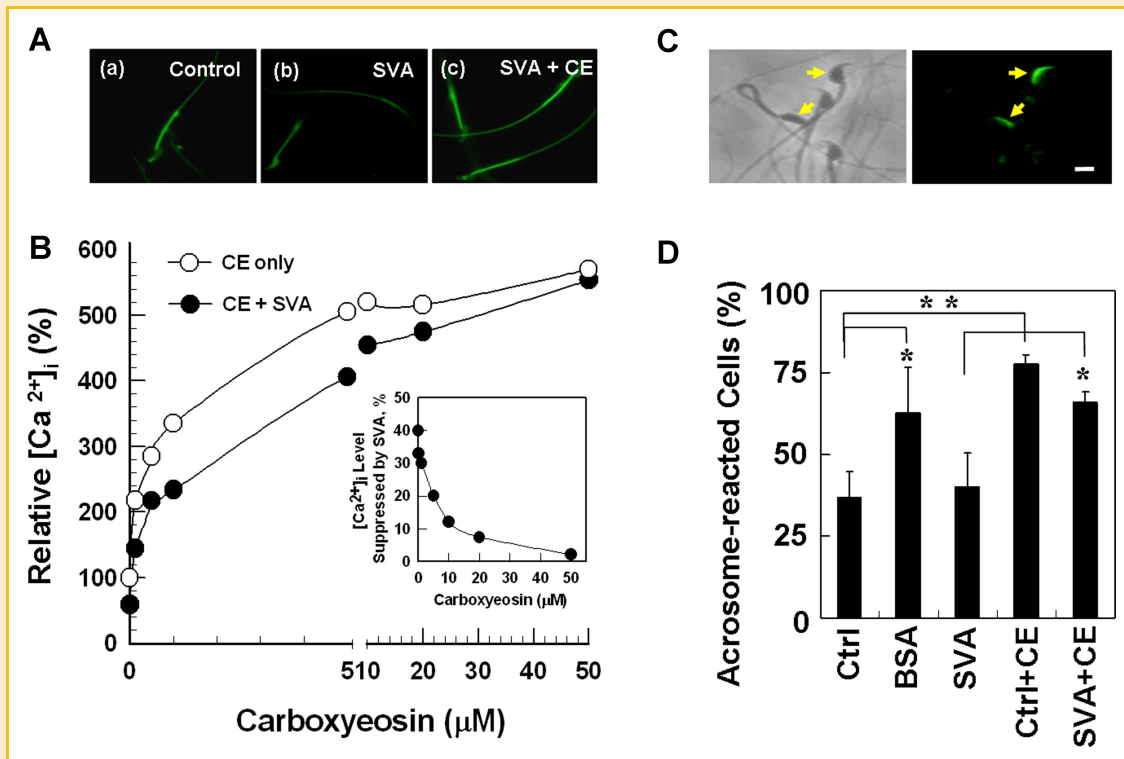 A
(a) Control
(b) SVA
(c) SVA + CE
B
Relative [Ca 2+]i (%)
600
500
400
300
200
100
0
CE only
CE + SVA
0 5 10 20 30 40 50
Carboxyeosin (μM)
[Ca2+]i Level
Suppressed by SVA, %
50
40
30
20
10
0
0 10 20 30 40 50
Carboxyeosin (μM)
C
D
Acrosome-reacted Cells (%)
100
75
50
25
0
* *
*
*
Ctrl
BSA
SVA
Ctrl+CE
SVA+CE